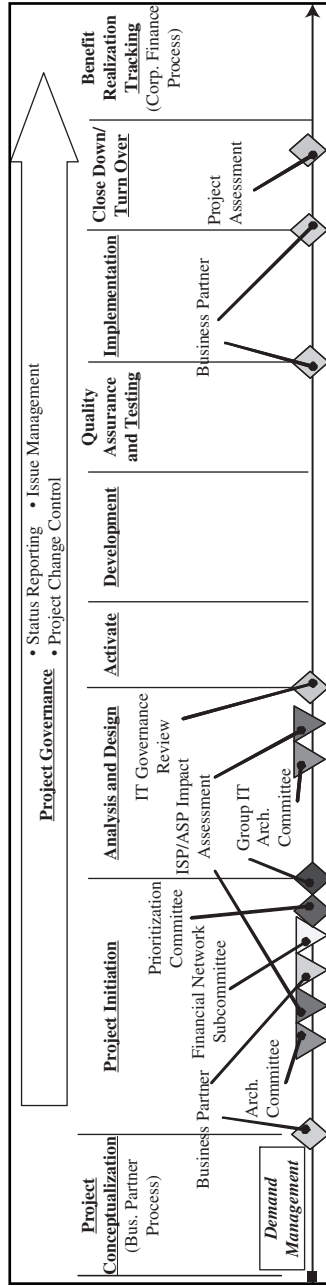 Project Governance
• Status Reporting • Issue Management
• Project Change Control
Project
Conceptualization
(Bus. Partner
Process)
Project Initiation
Analysis and Design
Activate
Development
Quality
Assurance
and Testing
Implementation
Close Down/
Turn Over
Benefit
Realization
Tracking
(Corp. Finance
Process)
Demand
Management
Business Partner
Arch.
Committee
Financial Network
Subcommittee
Prioritization
Committee
ISP/ASP Impact
Assessment
IT Governance
Review
Group IT
Arch.
Committee
Business Partner
Project
Assessment